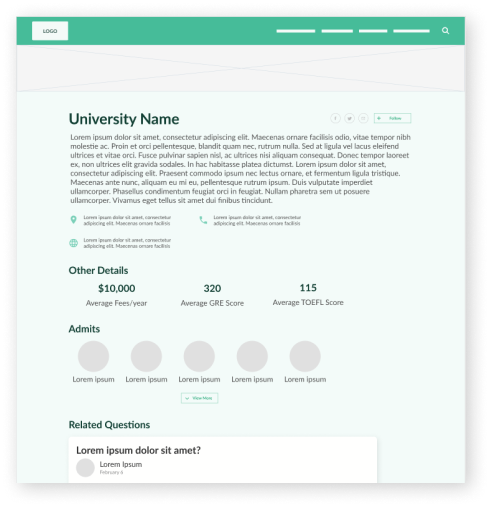 LOGO
University Name
Follow
Lorem ipsum dolor sit amet, consectetur adipiscing elit. Maecenas ornare facilisis odio, vitae tempor nibh
molestie ac. Proin et orci pellentesque, blandit quam nec, rutrum nulla. Sed at ligula vel lacus eleifend
ultrices et vitae orci. Fusce pulvinar sapien nisl, ac ultrices nisi aliquam consequat. Donec tempor laoreet
ex, non ultrices elit gravida sodales. In hac habitasse platea dictumst. Lorem ipsum dolor sit amet,
consectetur adipiscing elit. Praesent commodo ipsum nec lectus ornare, et fermentum ligula tristique.
Maecenas ante nunc, aliquam eu mi eu, pellentesque rutrum ipsum. Duis vulputate imperdiet
ullamcorper. Phasellus condimentum feugiat orci in feugiat. Nullam pharetra sem ut posuere
ullamcorper. Vivamus eget tellus sit amet dui finibus tincidunt.
Lorem ipsum dolor sit amet, consectetur
adipiscing elit. Maecenas ornare facilisis
Lorem ipsum dolor sit amet, consectetur
adipiscing elit. Maecenas ornare facilisis
Lorem ipsum dolor sit amet, consectetur
adipiscing elit. Maecenas ornare facilisis
Other Details
$10,000
Average Fees/year
320
Average GRE Score
115
Average TOEFL Score
Admits
Lorem ipsum Lorem ipsum Lorem ipsum Lorem ipsum Lorem ipsum
View More
Related Questions
Lorem ipsum dolor sit amet?
Lorem Ipsum
February 6